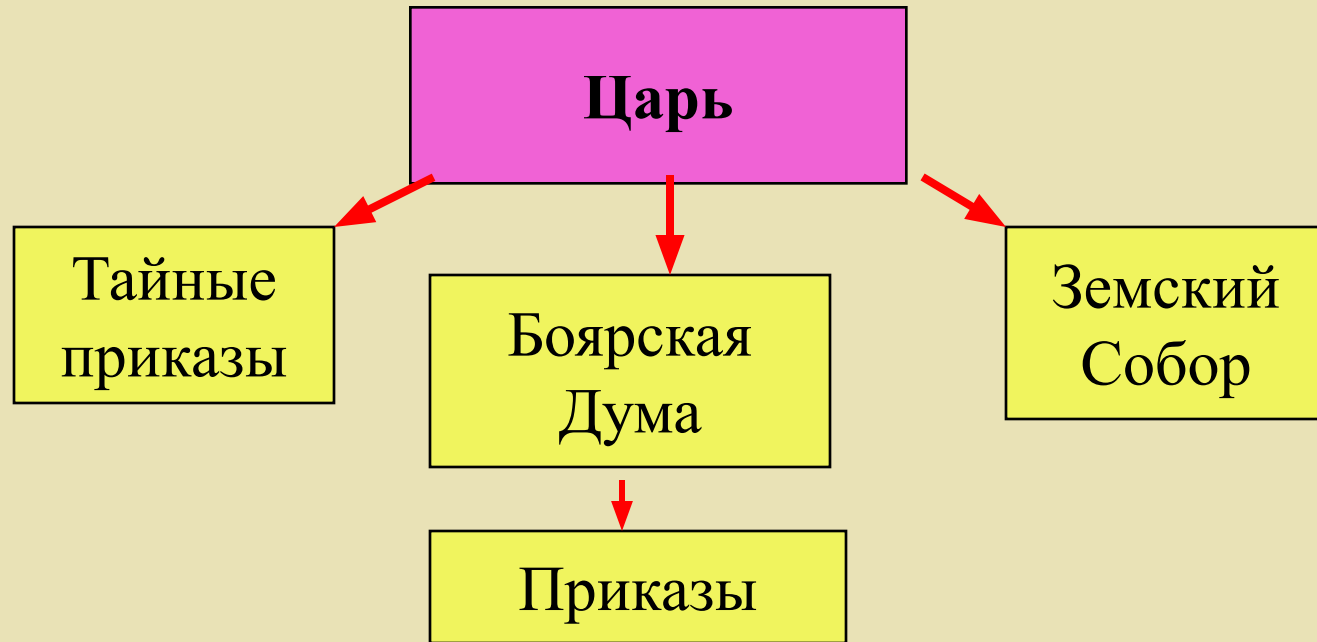 Царь
Тайные
приказы
Боярская
Дума
Земский
Собор
Приказы